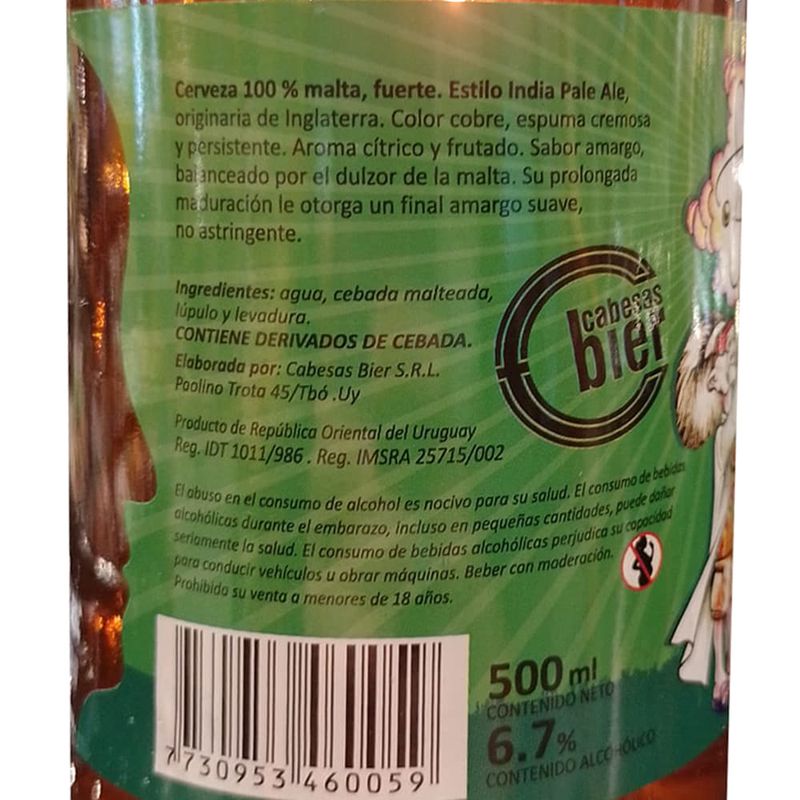 Cerveza 100 % malta, fuerte. Estilo India Pale Ale,
originaria de Inglaterra. Color cobre, espuma cremosa
y persistente. Aroma cítrico y frutado. Sabor amargo,
balanceado por el dulzor de la malta. Su prolongada
maduración le otorga un final amargo suave,
no astringente.
Ingredientes: agua, cebada malteada,
lúpulo y levadura.
CONTIENE DERIVADOS DE CEBADA.
Elaborada por: Cabesas Bier S.R.L.
Paolino Trota 45/Tbó .Uy
cabesas
bier
Producto de República Oriental del Uruguay
Reg. IDT 1011/986 . Reg. IMSRA 25715/002
El abuso en el consumo de alcohol es nocivo para su salud. El consumo de bebidas
alcohólicas durante el embarazo, incluso en pequeñas cantidades, puede dañar
seriamente la salud. El consumo de bebidas alcohólicas perjudica su capacidad
para conducir vehículos u obrar máquinas. Beber con moderación.
Prohibida su venta a menores de 18 años.
7 730953 460059
500 ml
CONTENIDO NETO
6.7%
CONTENIDO ALCOHÓLICO